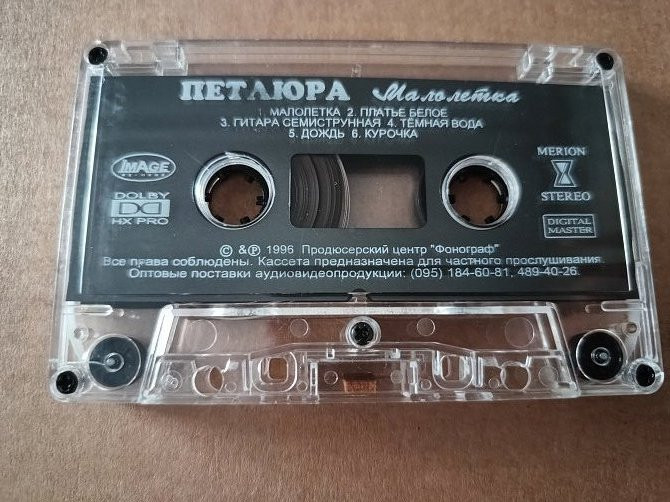 ПЕТЛЮРА Малолетка
1. МАЛОЛЕТКА 2. ПЛАТЬЕ БЕЛОЕ
3. ГИТАРА СЕМИСТРУННАЯ 4. ТЁМНАЯ ВОДА
5. ДОЖДЬ 6. КУРОЧКА
IMAGE
RECORDS
DOLBY
HX PRO
MERION
STEREO
DIGITAL
MASTER
© & ℗ 1996 Продюсерский центр "Фонограф"
Все права соблюдены. Кассета предназначена для частного прослушивания.
Оптовые поставки аудиовидеопродукции: (095) 184-60-81, 489-40-26.